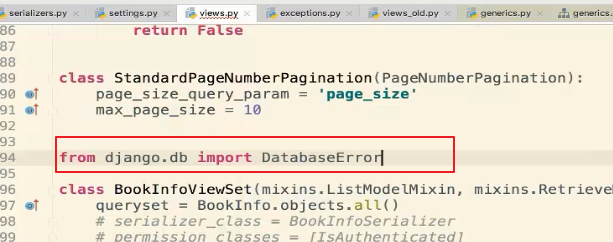 serializers.py settings.py views.py exceptions.py views_old.py generics.py generics.
86 return False
87
88
89 class StandardPageNumberPagination(PageNumberPagination):
90 page_size_query_param = 'page_size'
91 max_page_size = 10
92
93
94 from django.db import DatabaseError
95
96 class BookInfoViewSet(mixins.ListModelMixin, mixins.Retrieve
97 queryset = BookInfo.objects.all()
98 # serializer_class = BookInfoSerializer
99 # permission_classes = [IsAuthenticated]